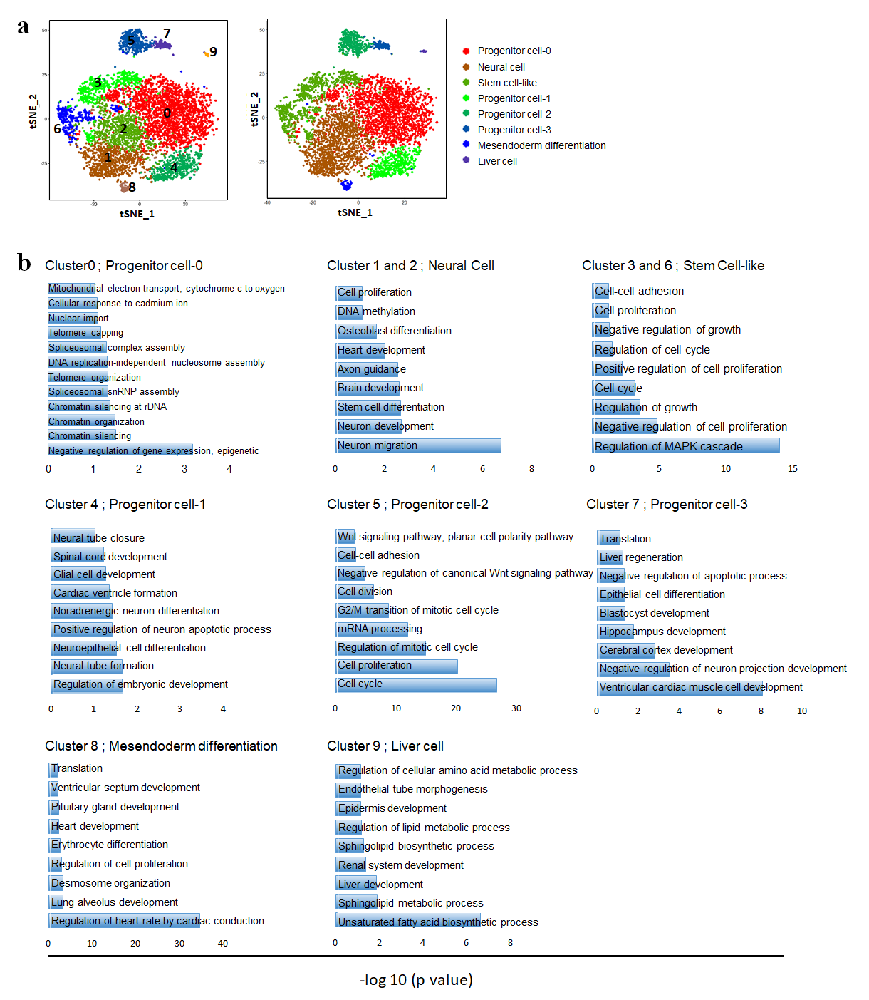 a
50
25
0
-25
-20
0
20
tSNE_2
tSNE_1
0
1
2
3
4
5
6
7
8
9
50
25
0
-25
-40
-20
0
20
tSNE_2
tSNE_1
Progenitor cell-0
Neural cell
Stem cell-like
Progenitor cell-1
Progenitor cell-2
Progenitor cell-3
Mesendoderm differentiation
Liver cell
b
Cluster0 ; Progenitor cell-0
Mitochondrial electron transport, cytochrome c to oxygen
Cellular response to cadmium ion
Nuclear import
Telomere capping
Spliceosomal complex assembly
DNA replication-independent nucleosome assembly
Telomere organization
Spliceosomal snRNP assembly
Chromatin silencing at rDNA
Chromatin organization
Chromatin silencing
Negative regulation of gene expression, epigenetic
0 1 2 3 4
Cluster 1 and 2 ; Neural Cell
Cell proliferation
DNA methylation
Osteoblast differentiation
Heart development
Axon guidance
Brain development
Stem cell differentiation
Neuron development
Neuron migration
0 2 4 6 8
Cluster 3 and 6 ; Stem Cell-like
Cell-cell adhesion
Cell proliferation
Negative regulation of growth
Regulation of cell cycle
Positive regulation of cell proliferation
Cell cycle
Regulation of growth
Negative regulation of cell proliferation
Regulation of MAPK cascade
0 5 10 15
Cluster 4 ; Progenitor cell-1
Neural tube closure
Spinal cord development
Glial cell development
Cardiac ventricle formation
Noradrenergic neuron differentiation
Positive regulation of neuron apoptotic process
Neuroepithelial cell differentiation
Neural tube formation
Regulation of embryonic development
0 1 2 3 4
Cluster 5 ; Progenitor cell-2
Wnt signaling pathway, planar cell polarity pathway
Cell-cell adhesion
Negative regulation of canonical Wnt signaling pathway
Cell division
G2/M transition of mitotic cell cycle
mRNA processing
Regulation of mitotic cell cycle
Cell proliferation
Cell cycle
0 10 20 30
Cluster 7 ; Progenitor cell-3
Translation
Liver regeneration
Negative regulation of apoptotic process
Epithelial cell differentiation
Blastocyst development
Hippocampus development
Cerebral cortex development
Negative regulation of neuron projection development
Ventricular cardiac muscle cell development
0 2 4 6 8 10
Cluster 8 ; Mesendoderm differentiation
Translation
Ventricular septum development
Pituitary gland development
Heart development
Erythrocyte differentiation
Regulation of cell proliferation
Desmosome organization
Lung alveolus development
Regulation of heart rate by cardiac conduction
0 10 20 30 40
Cluster 9 ; Liver cell
Regulation of cellular amino acid metabolic process
Endothelial tube morphogenesis
Epidermis development
Regulation of lipid metabolic process
Sphingolipid biosynthetic process
Renal system development
Liver development
Sphingolipid metabolic process
Unsaturated fatty acid biosynthetic process
0 2 4 6 8
-log 10 (p value)